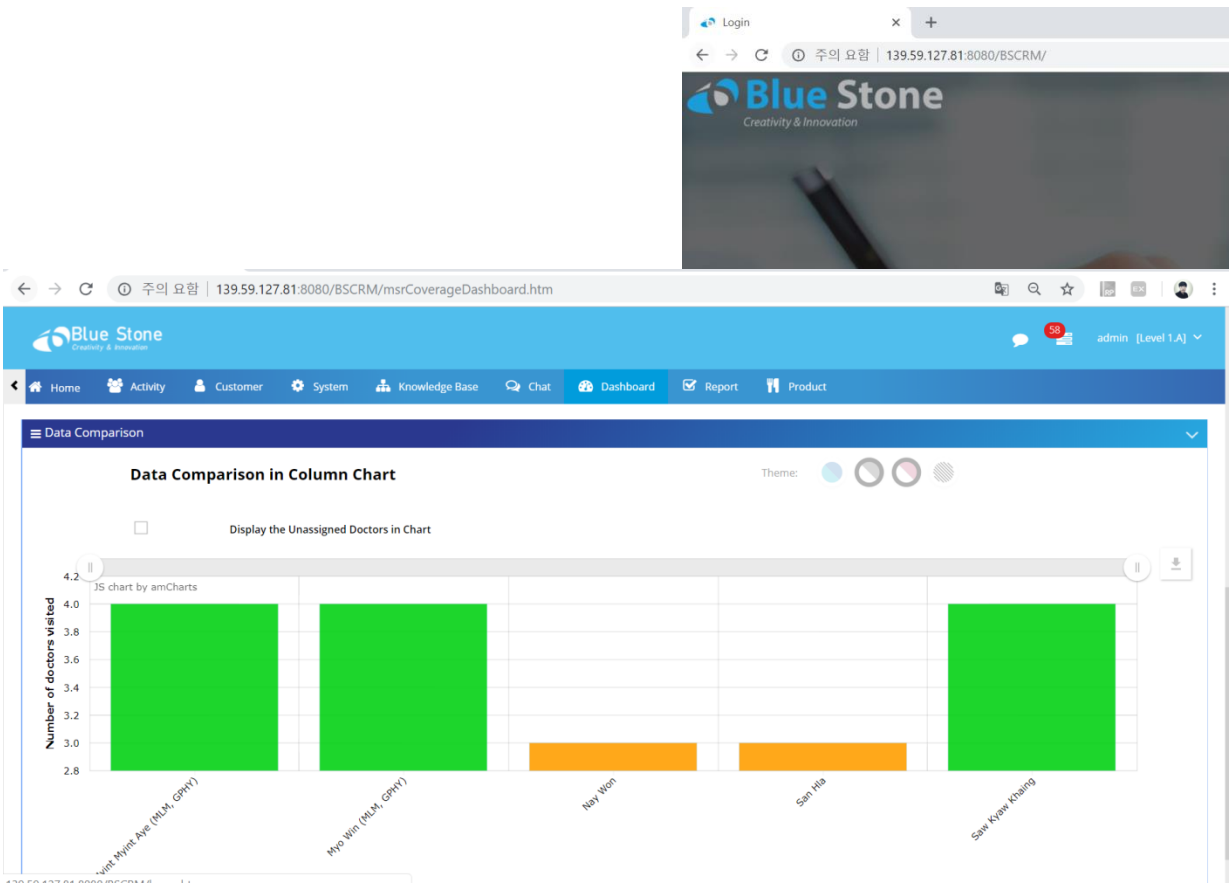 Login
주의 요함 139.59.127.81:8080/BSCRM/
Blue Stone
Creativity & Innovation
주의 요함 139.59.127.81:8080/BSCRM/msrCoverageDashboard.htm
Blue Stone
Creativity & Innovation
58
admin [Level 1.A]
Home Activity Customer System Knowledge Base Chat Dashboard Report Product
Data Comparison
Data Comparison in Column Chart
Theme:
Display the Unassigned Doctors in Chart
JS chart by amCharts
Number of doctors visited
4.2
4.0
3.8
3.6
3.4
3.2
3.0
2.8
Myint Aye (MLM, GPHY)
Myo Win (MLM, GPHY)
Nay Won
San Hla
Saw Kyaw Khaing